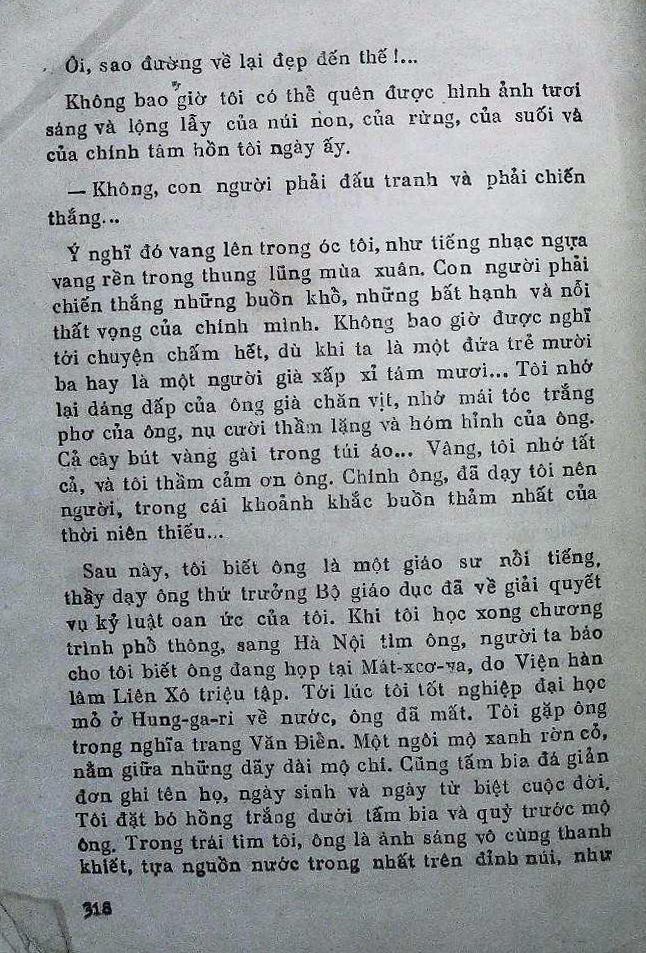 Ôi, sao đường về lại đẹp đến thế !...
Không bao giờ tôi có thể quên được hình ảnh tươi
sáng và lộng lẫy của núi non, của rừng, của suối và
của chính tâm hồn tôi ngày ấy.
— Không, con người phải đấu tranh và phải chiến
thắng...
Ý nghĩ đó vang lên trong óc tôi, như tiếng nhạc ngựa
vang rền trong thung lũng mùa xuân. Con người phải
chiến thắng những buồn khổ, những bất hạnh và nỗi
thất vọng của chính mình. Không bao giờ được nghĩ
tới chuyện chấm hết, dù khi ta là một đứa trẻ mười
ba hay là một người già xấp xỉ tám mươi... Tôi nhớ
lại dáng dấp của ông già chăn vịt, nhớ mái tóc trắng
phơ của ông, nụ cười thầm lặng và hóm hỉnh của ông.
Cả cây bút vàng gài trong túi áo... Vâng, tôi nhớ tất
cả, và tôi thầm cảm ơn ông. Chính ông, đã dạy tôi nên
người, trong cái khoảnh khắc buồn thảm nhất của
thời niên thiếu...
Sau này, tôi biết ông là một giáo sư nổi tiếng,
thầy dạy ông thứ trưởng Bộ giáo dục đã về giải quyết
vụ kỷ luật oan ức của tôi. Khi tôi học xong chương
trình phổ thông, sang Hà Nội tìm ông, người ta báo
cho tôi biết ông đang họp tại Mát-xcơ-va, do Viện hàn
lâm Liên Xô triệu tập. Tới lúc tôi tốt nghiệp đại học
mỏ ở Hung-ga-ri về nước, ông đã mất. Tôi gặp ông
trong nghĩa trang Văn Điển. Một ngôi mộ xanh rờn cỏ,
nằm giữa những dãy dài mộ chí. Cũng tấm bia đá giản
đơn ghi tên họ, ngày sinh và ngày từ biệt cuộc đời.
Tôi đặt bó hồng trắng dưới tấm bia và quỳ trước mộ
ông. Trong trái tim tôi, ông là ánh sáng vô cùng thanh
khiết, tựa nguồn nước trong nhất trên đỉnh núi, như
318